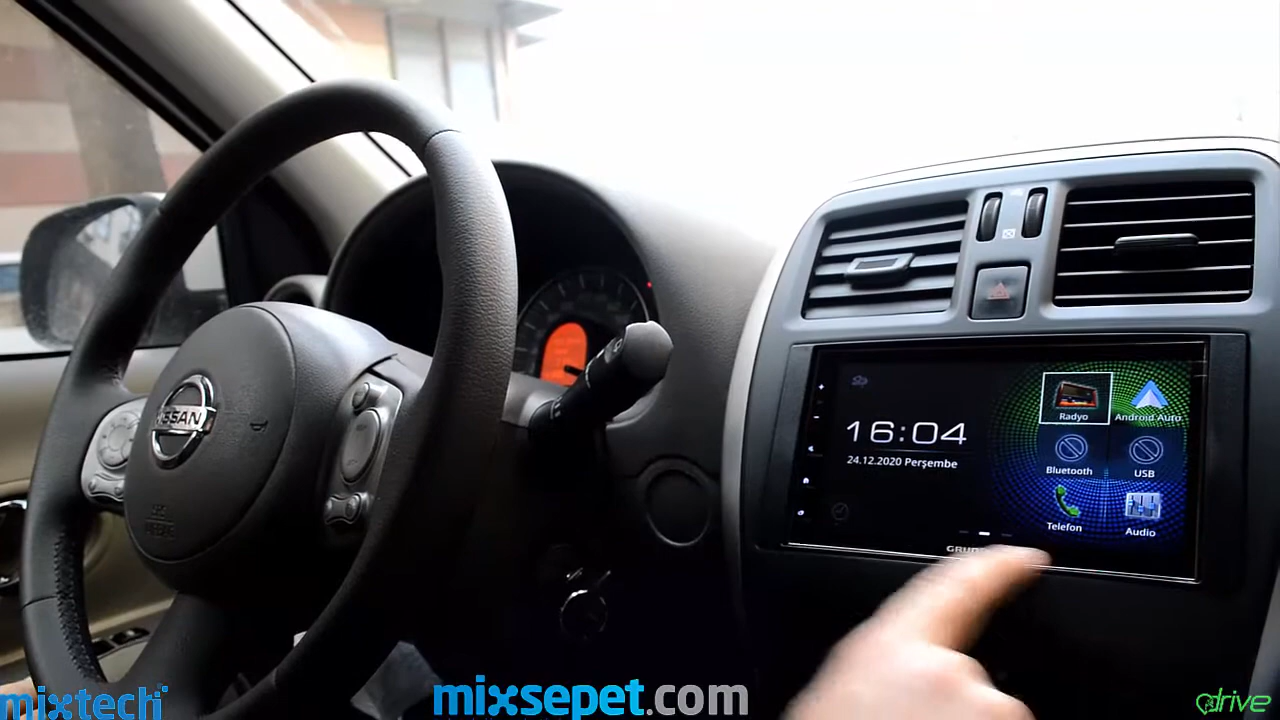 NISSAN
16:04
24.12.2020 Perşembe
Radyo
Android Auto
Bluetooth
USB
Telefon
Audio
mixtech
mixsepet.com
drive